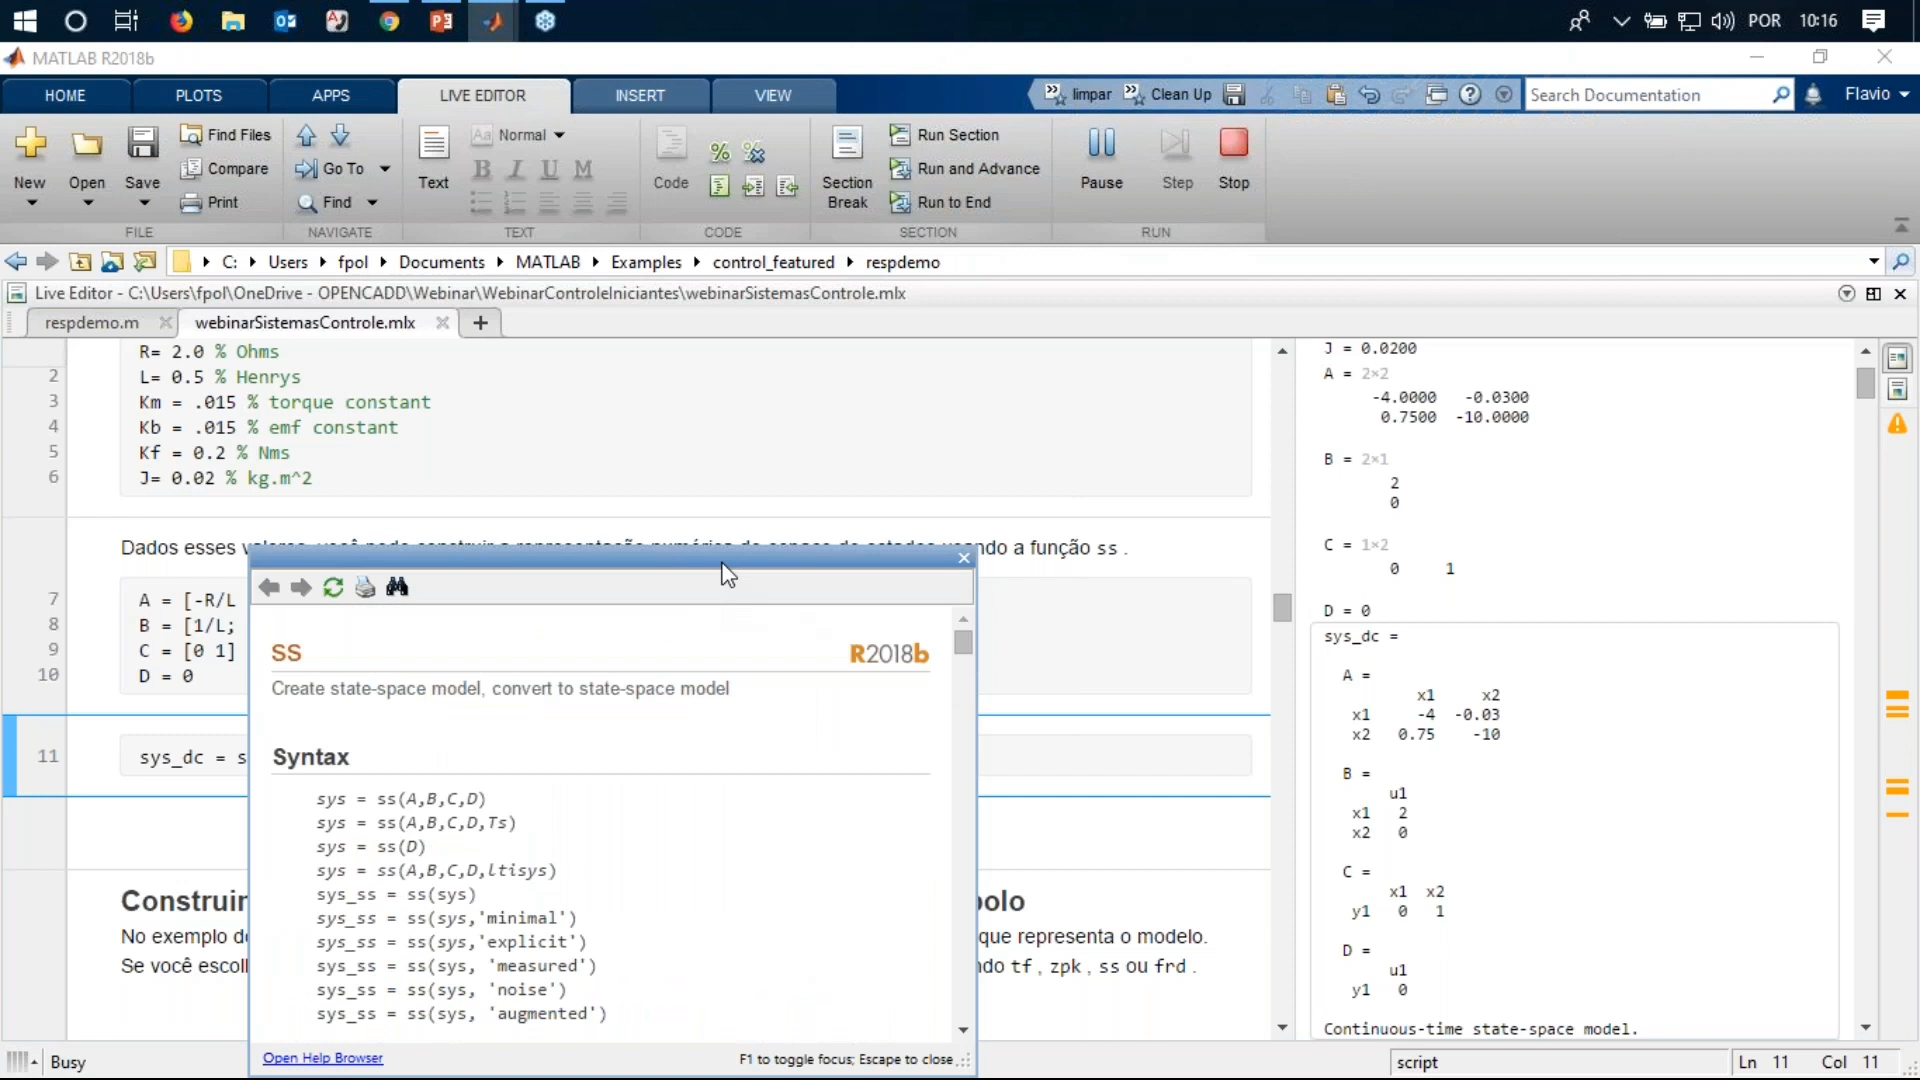 POR 10:16
MATLAB R2018b
HOME PLOTS APPS LIVE EDITOR INSERT VIEW limpar Clean Up Search Documentation Flavio
New Open Save Find Files Compare Print
Go To Find
Text Normal B I U M
Code
Section Break Run Section Run and Advance Run to End
Pause Step Stop
FILE NAVIGATE TEXT CODE SECTION RUN
C: Users fpol Documents MATLAB Examples control_featured respdemo
Live Editor - C:\Users\fpol\OneDrive - OPENCADD\Webinar\WebinarControleIniciantes\webinarSistemasControle.mlx
respdemo.m webinarSistemasControle.mlx
R= 2.0 % Ohms
2 L= 0.5 % Henrys
3 Km = .015 % torque constant
4 Kb = .015 % emf constant
5 Kf = 0.2 % Nms
6 J= 0.02 % kg.m^2
Dados esses ndo a função ss .
7 A = [-R/L
8 B = [1/L;
9 C = [0 1]
10 D = 0
11 sys_dc = s
Construir
olo
No exemplo d que representa o modelo.
Se você escol ndo tf , zpk , ss ou frd .
ss
R2018b
Create state-space model, convert to state-space model
Syntax
sys = ss(A,B,C,D)
sys = ss(A,B,C,D,Ts)
sys = ss(D)
sys = ss(A,B,C,D,ltisys)
sys_ss = ss(sys)
sys_ss = ss(sys,'minimal')
sys_ss = ss(sys,'explicit')
sys_ss = ss(sys, 'measured')
sys_ss = ss(sys, 'noise')
sys_ss = ss(sys, 'augmented')
Open Help Browser F1 to toggle focus; Escape to close
J = 0.0200
A = 2×2
-4.0000 -0.0300
0.7500 -10.0000
B = 2×1
2
0
C = 1×2
0 1
D = 0
sys_dc =
A =
x1 x2
x1 -4 -0.03
x2 0.75 -10
B =
u1
x1 2
x2 0
C =
x1 x2
y1 0 1
D =
u1
y1 0
Continuous-time state-space model.
Busy script Ln 11 Col 11